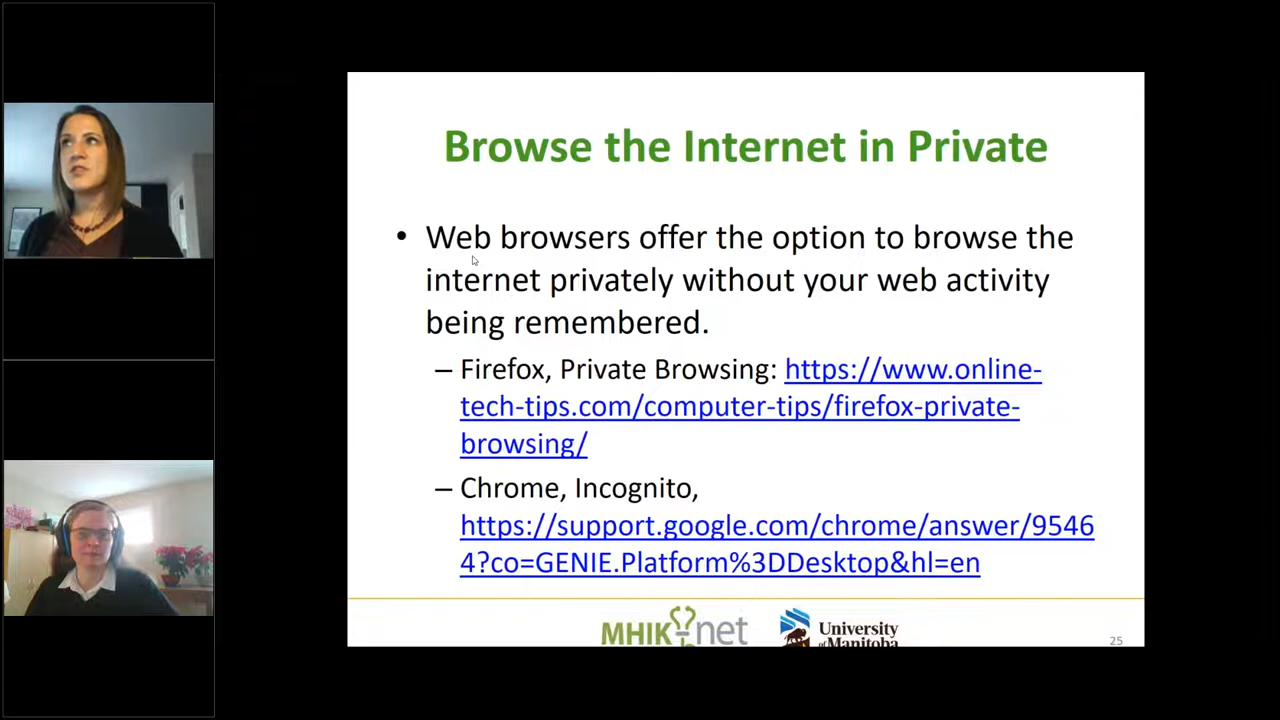 Browse the Internet in Private
• Web browsers offer the option to browse the
internet privately without your web activity
being remembered.
– Firefox, Private Browsing: https://www.online-
tech-tips.com/computer-tips/firefox-private-
browsing/
– Chrome, Incognito,
https://support.google.com/chrome/answer/9546
4?co=GENIE.Platform%3DDesktop&hl=en
MHIK-net
University
of Manitoba
25